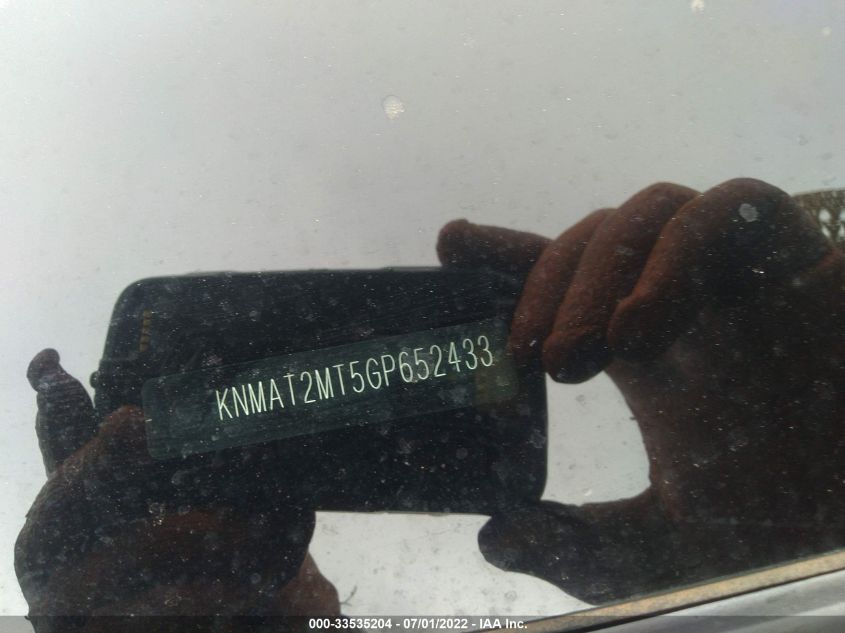 KNMAT2MT5GP652433
000-33535204 - 07/01/2022 - IAA Inc.